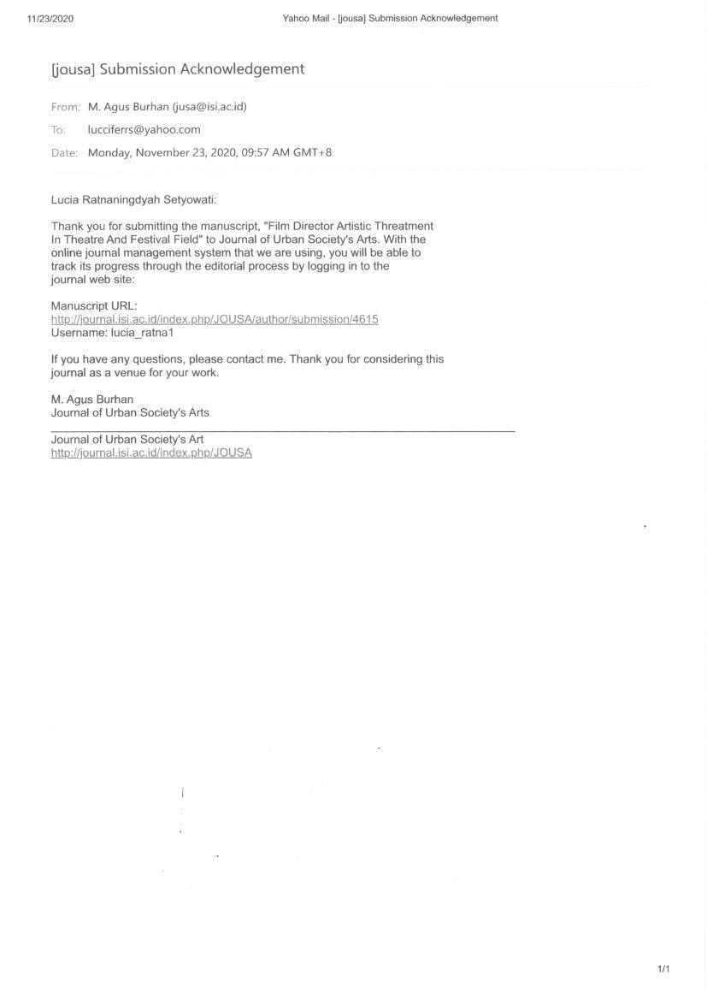 11/23/2020
Yahoo Mail - [jousa] Submission Acknowledgement
[jousa] Submission Acknowledgement
From: M. Agus Burhan (jusa@isi.ac.id)
To: lucciferrs@yahoo.com
Date: Monday, November 23, 2020, 09:57 AM GMT+8
Lucia Ratnaningdyah Setyowati:
Thank you for submitting the manuscript, "Film Director Artistic Threatment
In Theatre And Festival Field" to Journal of Urban Society's Arts. With the
online journal management system that we are using, you will be able to
track its progress through the editorial process by logging in to the
journal web site:
Manuscript URL:
http://journal.isi.ac.id/index.php/JOUSA/author/submission/4615
Username: lucia_ratna1
If you have any questions, please contact me. Thank you for considering this
journal as a venue for your work.
M. Agus Burhan
Journal of Urban Society's Arts
Journal of Urban Society's Art
http://journal.isi.ac.id/index.php/JOUSA
1/1